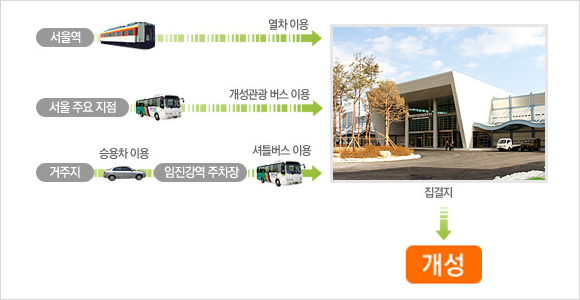 서울역
열차 이용
서울 주요 지점
개성관광 버스 이용
거주지
승용차 이용
임진강역 주차장
셔틀버스 이용
집결지
개성